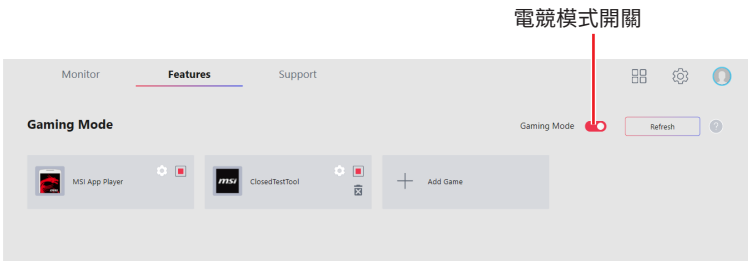 電競模式開關
Monitor Features Support
Gaming Mode
Gaming Mode Refresh ?
MSI App Player
msi ClosedTestTool
Add Game